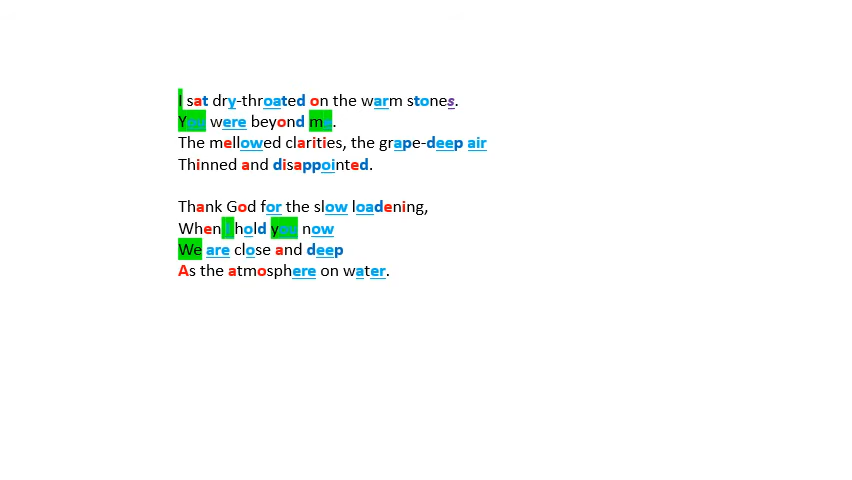 I sat dry-throated on the warm stones.
You were beyond me.
The mellowed clarities, the grape-deep air
Thinned and disappointed.
Thank God for the slow loadening,
When I hold you now
We are close and deep
As the atmosphere on water.